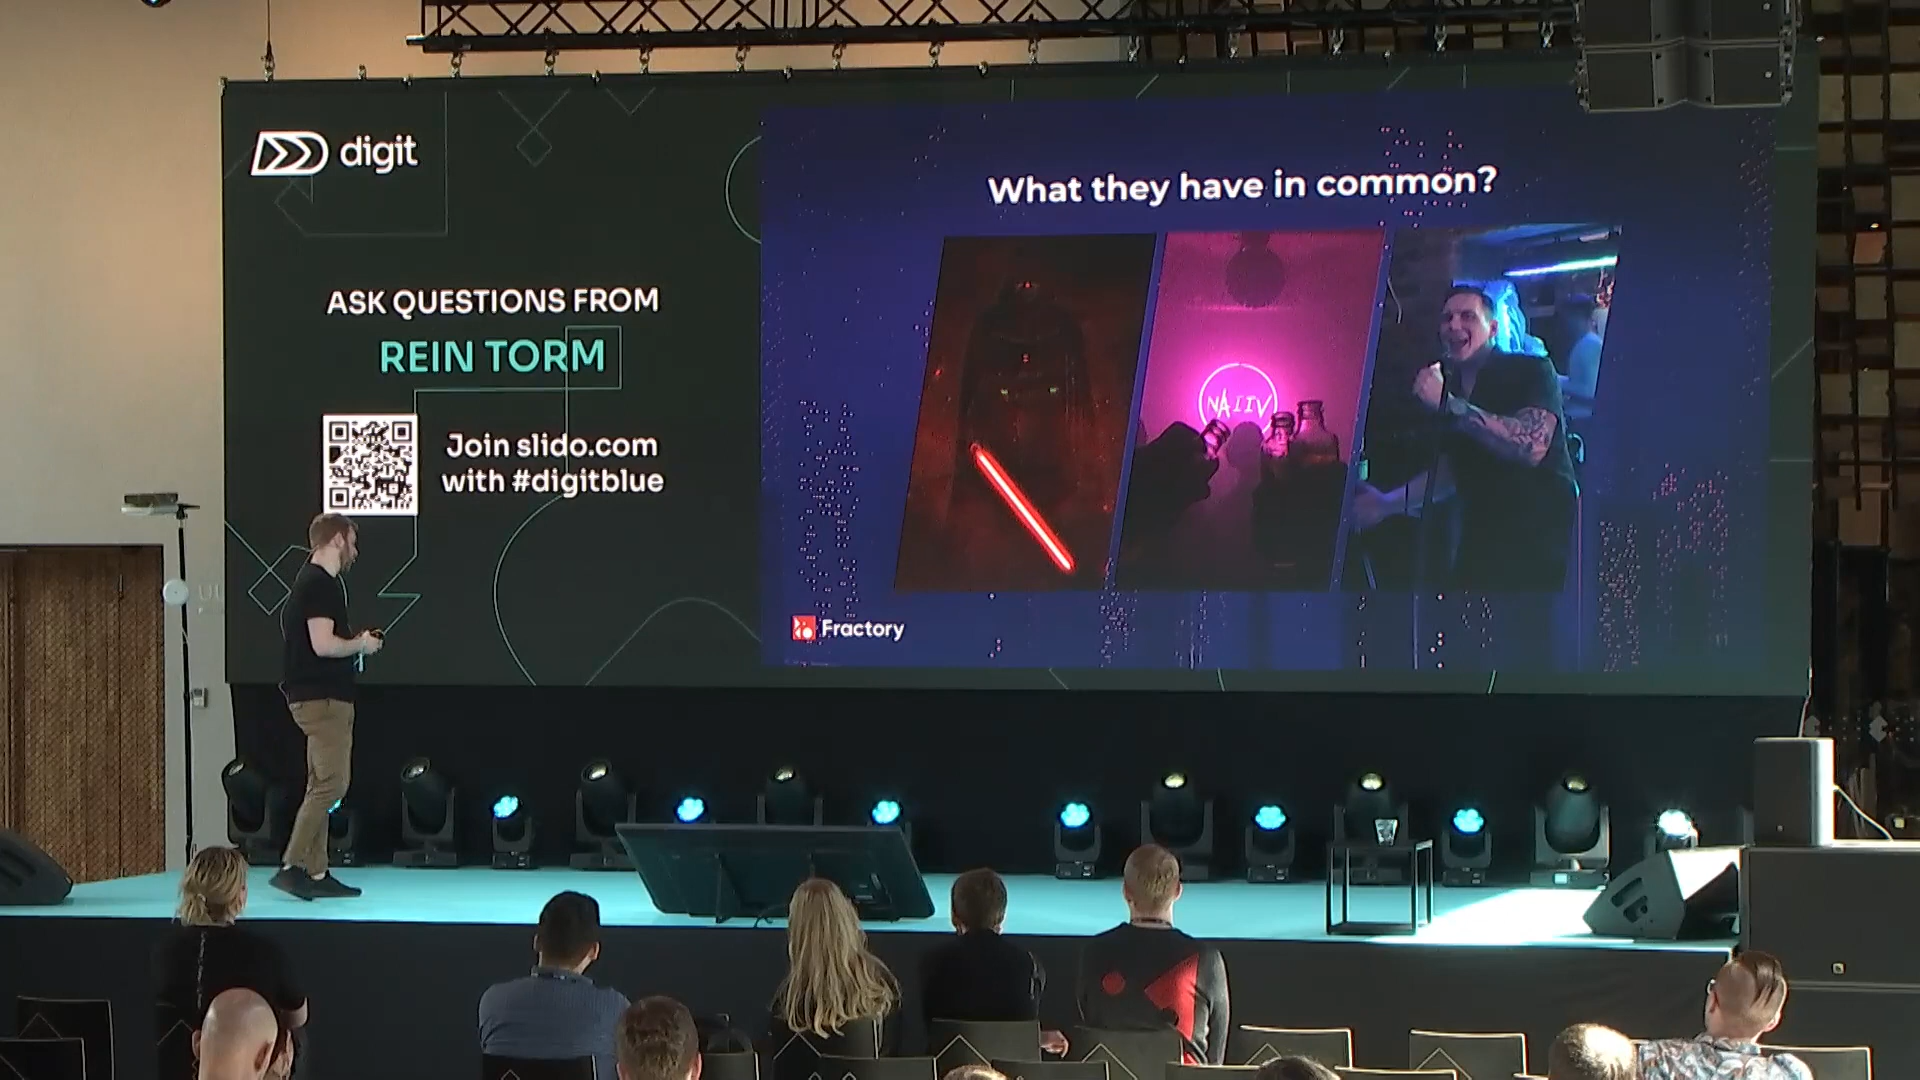 digit
ASK QUESTIONS FROM
REIN TORM
Join slido.com
with #digitblue
What they have in common?
NAIIV
Fractory